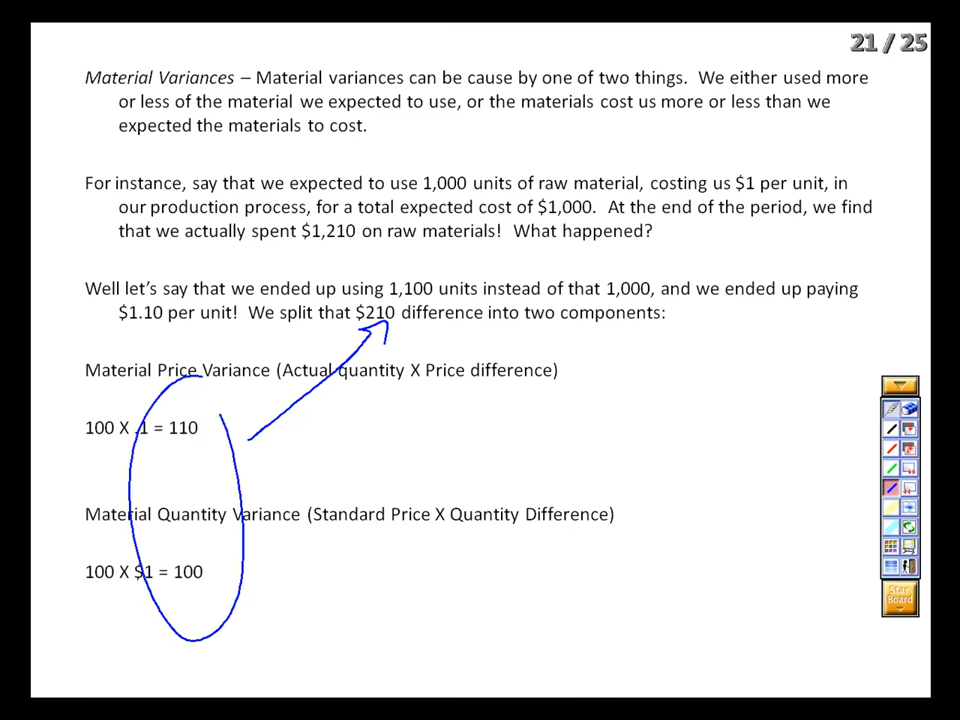 21 / 25
Material Variances – Material variances can be cause by one of two things. We either used more
or less of the material we expected to use, or the materials cost us more or less than we
expected the materials to cost.
For instance, say that we expected to use 1,000 units of raw material, costing us $1 per unit, in
our production process, for a total expected cost of $1,000. At the end of the period, we find
that we actually spent $1,210 on raw materials! What happened?
Well let's say that we ended up using 1,100 units instead of that 1,000, and we ended up paying
$1.10 per unit! We split that $210 difference into two components:
Material Price Variance (Actual quantity X Price difference)
100 X .1 = 110
Material Quantity Variance (Standard Price X Quantity Difference)
100 X $1 = 100
Star
Board